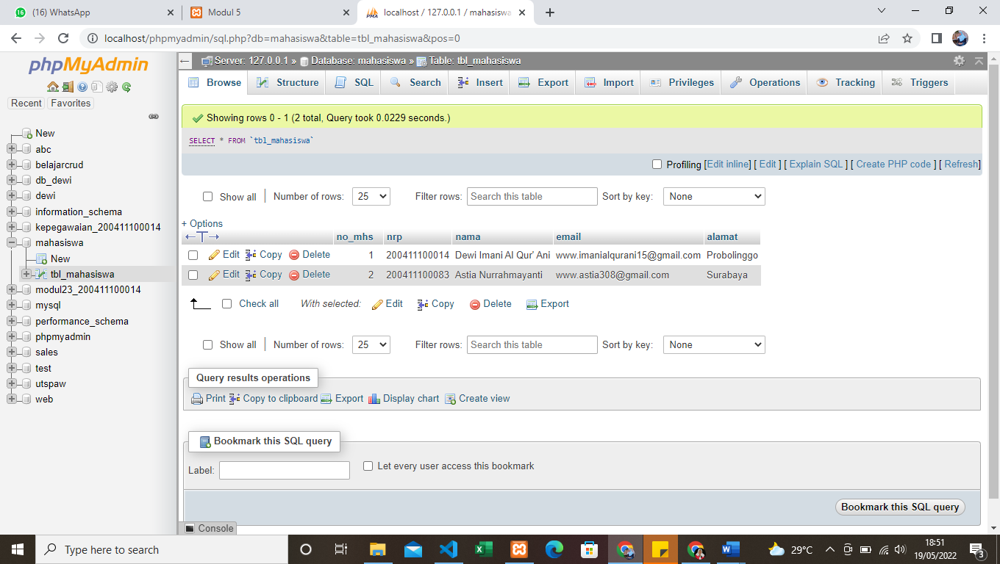 (16) WhatsApp
Modul 5
localhost / 127.0.0.1 / mahasiswa
localhost/phpmyadmin/sql.php?db=mahasiswa&table=tbl_mahasiswa&pos=0
phpMyAdmin
Recent Favorites
New
abc
belajarcrud
db_dewi
dewi
information_schema
kepegawaian_200411100014
mahasiswa
New
tbl_mahasiswa
modul23_200411100014
mysql
performance_schema
phpmyadmin
sales
test
utspaw
web
Server: 127.0.0.1 » Database: mahasiswa » Table: tbl_mahasiswa
Browse Structure SQL Search Insert Export Import Privileges Operations Tracking Triggers
Showing rows 0 - 1 (2 total, Query took 0.0229 seconds.)
SELECT * FROM `tbl_mahasiswa`
Profiling [Edit inline] [ Edit ] [ Explain SQL ] [ Create PHP code ] [ Refresh]
Show all Number of rows: 25 Filter rows: Search this table Sort by key: None
+ Options
←T→ no_mhs nrp nama email alamat
Edit Copy Delete 1 200411100014 Dewi Imani Al Qur' Ani www.imanialqurani15@gmail.com Probolinggo
Edit Copy Delete 2 200411100083 Astia Nurrahmayanti www.astia308@gmail.com Surabaya
Check all With selected: Edit Copy Delete Export
Show all Number of rows: 25 Filter rows: Search this table Sort by key: None
Query results operations
Print Copy to clipboard Export Display chart Create view
Bookmark this SQL query
Label: Let every user access this bookmark
Bookmark this SQL query
Console
Type here to search
29°C
18:51
19/05/2022
3